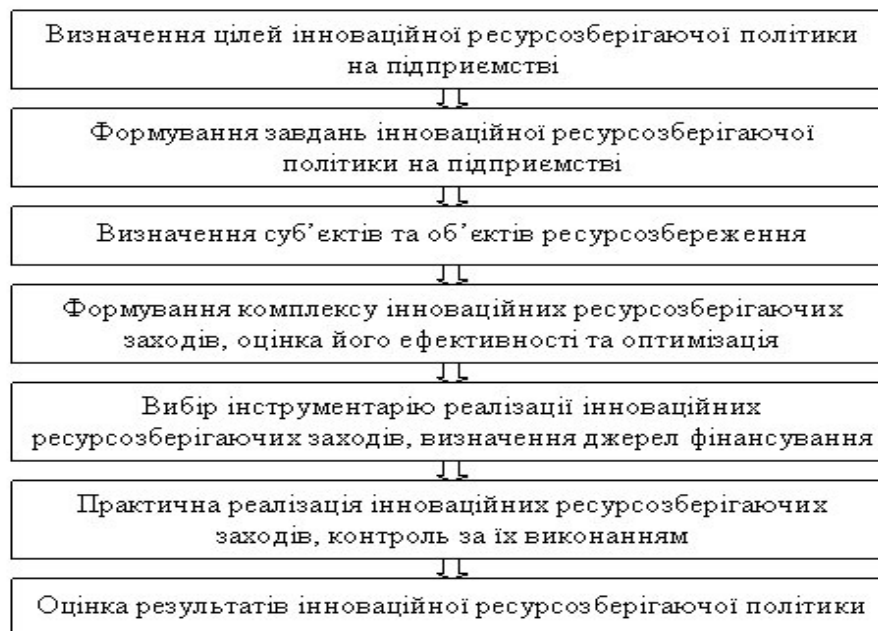 Визначення цілей інноваційної ресурсозберігаючої політики
на підприємстві
Формування завдань інноваційної ресурсозберігаючої
політики на підприємстві
Визначення суб’єктів та об’єктів ресурсозбереження
Формування комплексу інноваційних ресурсозберігаючих
заходів, оцінка його ефективності та оптимізація
Вибір інструментарію реалізації інноваційних
ресурсозберігаючих заходів, визначення джерел фінансування
Практична реалізація інноваційних ресурсозберігаючих
заходів, контроль за їх виконанням
Оцінка результатів інноваційної ресурсозберігаючої політики